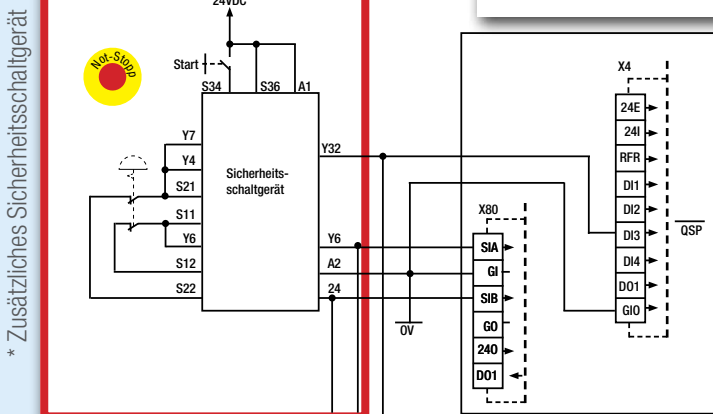 * Zusätzliches Sicherheitsschaltgerät
24VDC
Not-Stopp
Start
S34
S36
A1
Y7
Y4
S21
S11
Y6
S12
S22
Sicherheits-
schaltgerät
Y32
Y6
A2
24
0V
X80
SIA
GI
SIB
GO
24O
DO1
X4
24E
24I
RFR
DI1
DI2
DI3
DI4
DO1
GIO
QSP